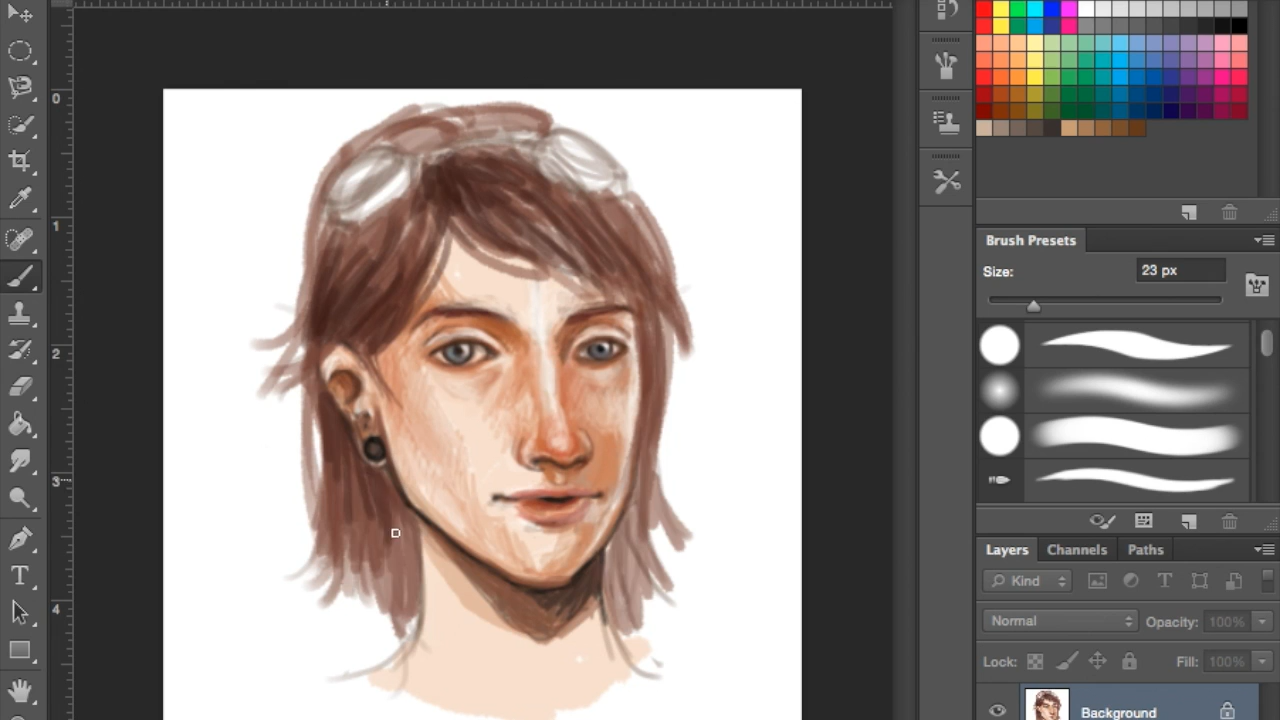 0
1
2
3
4
T
Brush Presets
Size:
23 px
Layers
Channels
Paths
Kind
T
Normal
Opacity:
100%
Lock:
Fill:
100%
Background